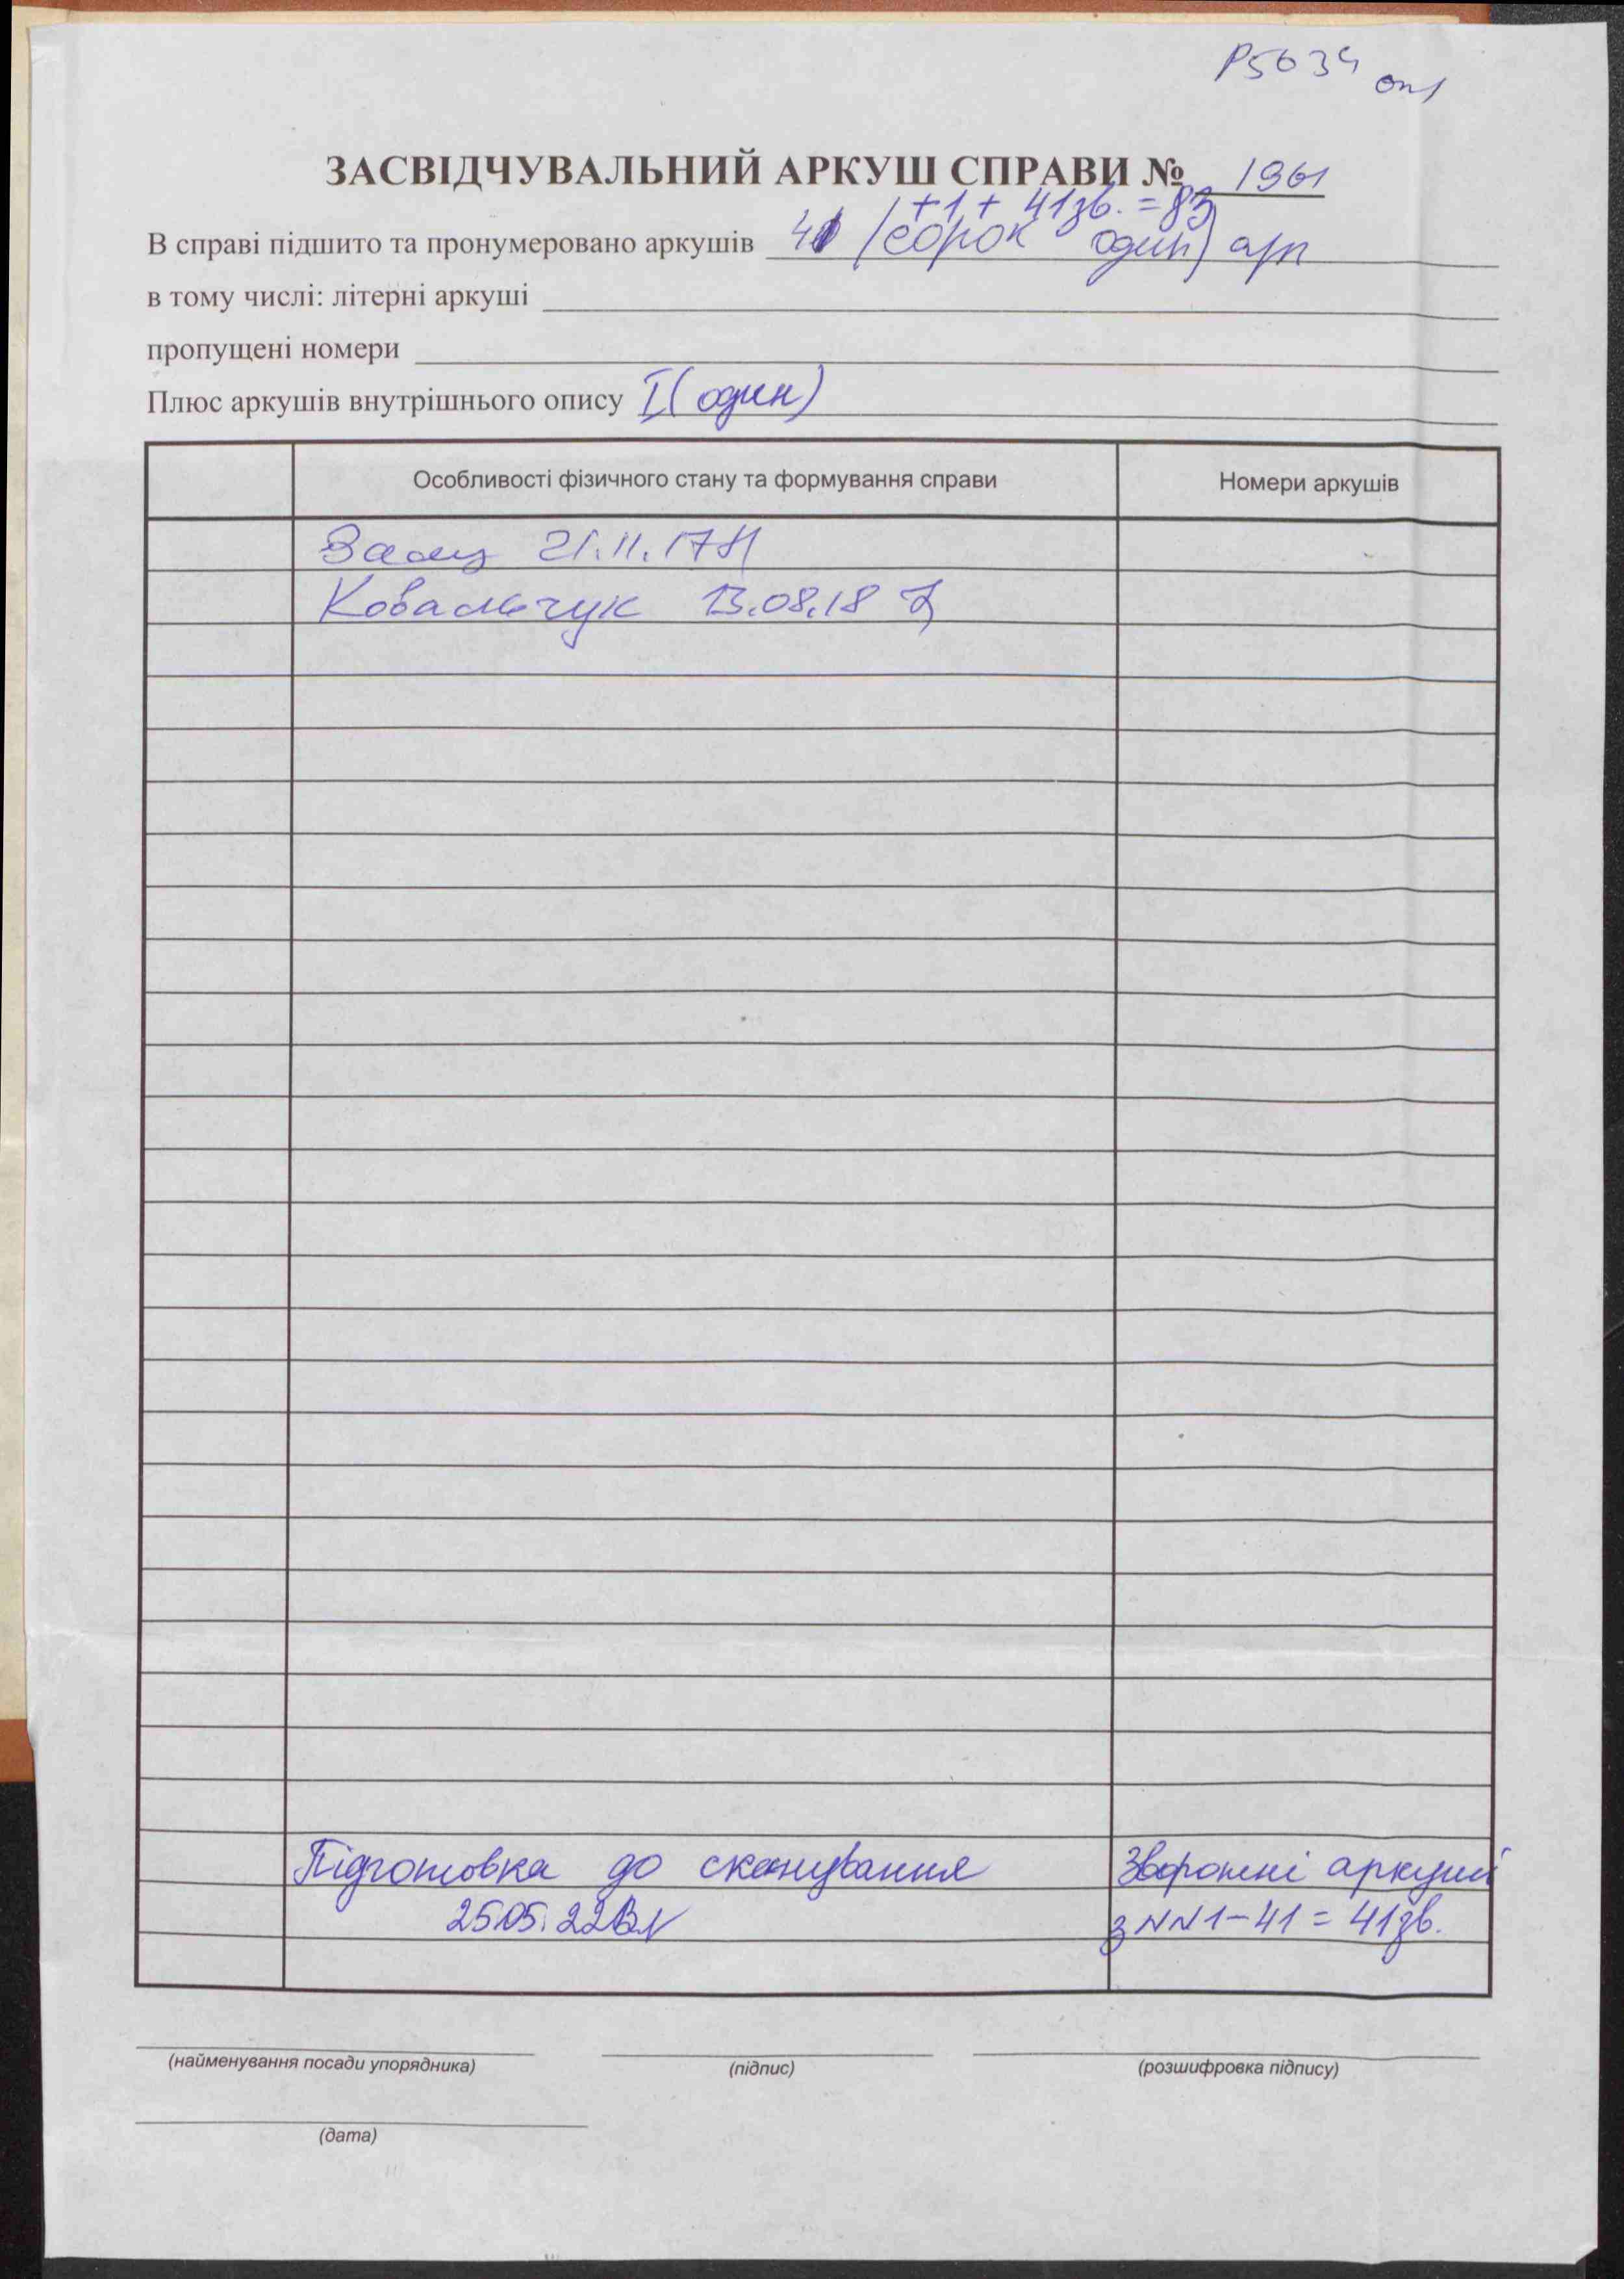 Р5634 оп1
ЗАСВІДЧУВАЛЬНИЙ АРКУШ СПРАВИ № 1961
+1 + 41зв. = 83
В справі підшито та пронумеровано аркушів 41 (сорок один) арк
в тому числі: літерні аркуші
пропущені номери
Плюс аркушів внутрішнього опису 1 (один)
Особливості фізичного стану та формування справи Номери аркушів
21.11.17
Ковальчук 13.08.18
Підготовка до сканування Зворотні аркуші
25.05.22 з NN1-41 = 41зв.
(найменування посади упорядника) (підпис) (розшифровка підпису)
(дата)